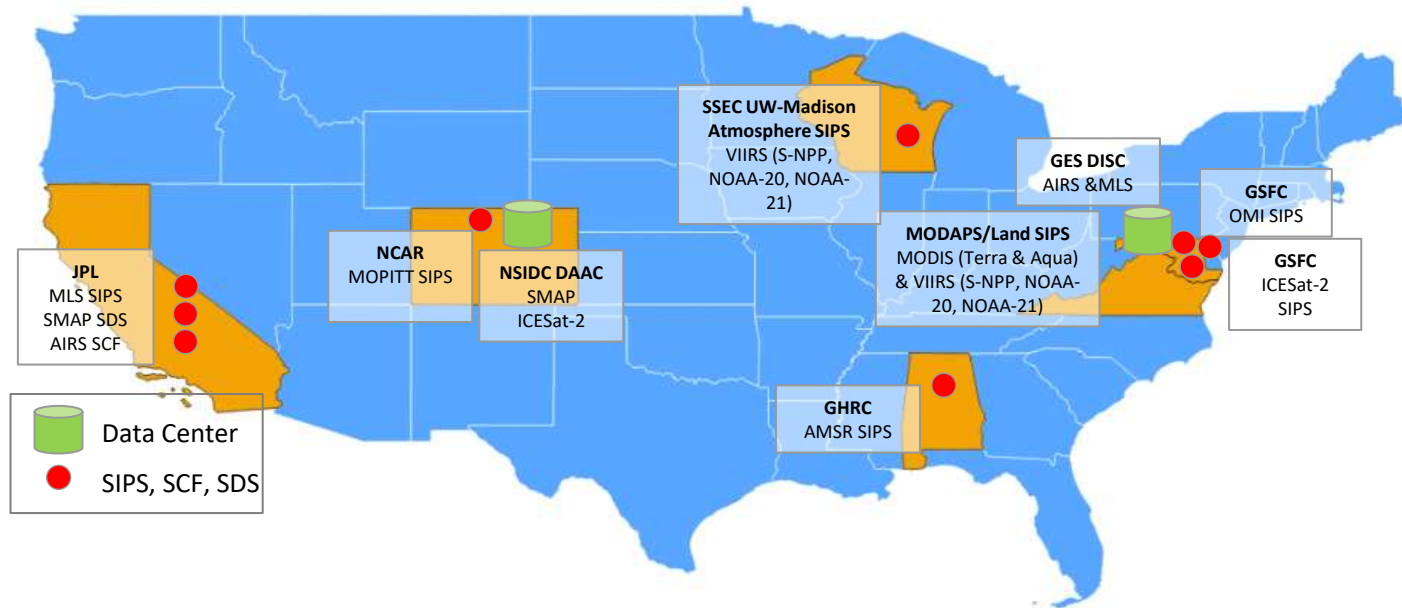 SSEC UW-Madison
Atmosphere SIPS
VIIRS (S-NPP,
NOAA-20, NOAA-
21)
GES DISC
AIRS &MLS
GSFC
OMI SIPS
MODAPS/Land SIPS
MODIS (Terra & Aqua)
& VIIRS (S-NPP, NOAA-
20, NOAA-21)
GSFC
ICESat-2
SIPS
NCAR
MOPITT SIPS
NSIDC DAAC
SMAP
ICESat-2
JPL
MLS SIPS
SMAP SDS
AIRS SCF
GHRC
AMSR SIPS
Data Center
SIPS, SCF, SDS